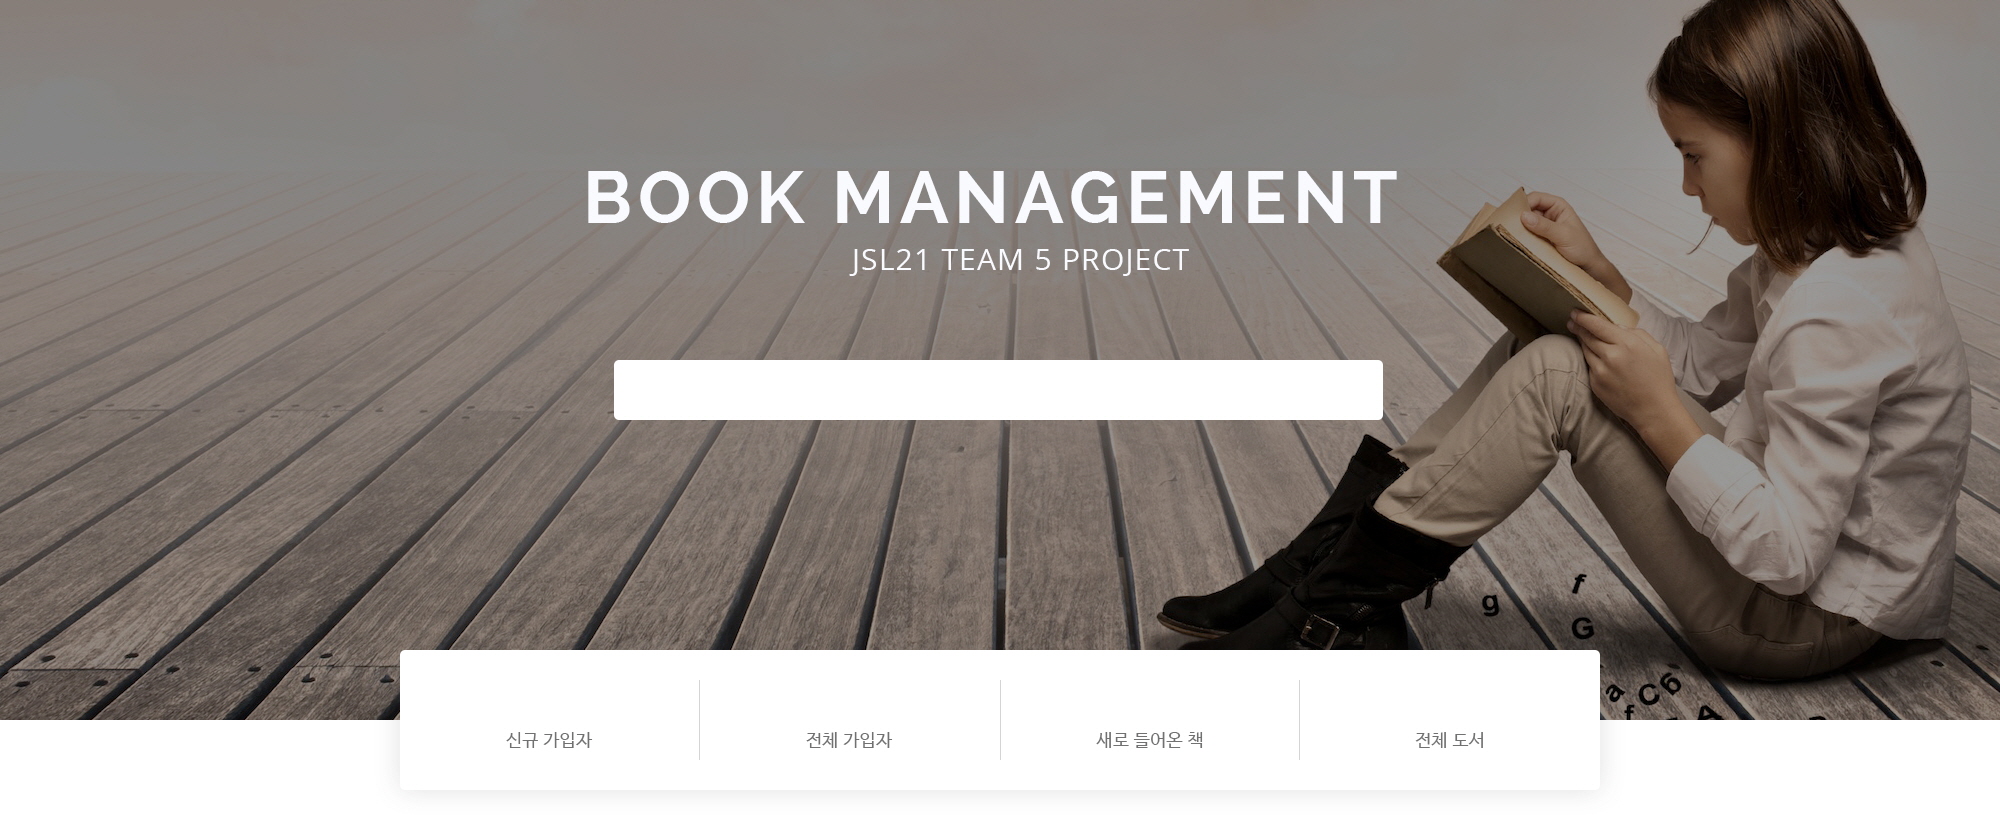 BOOK MANAGEMENT
JSL21 TEAM 5 PROJECT
f g f
G
a C 6
f A
신규 가입자 전체 가입자 새로 들어온 책 전체 도서